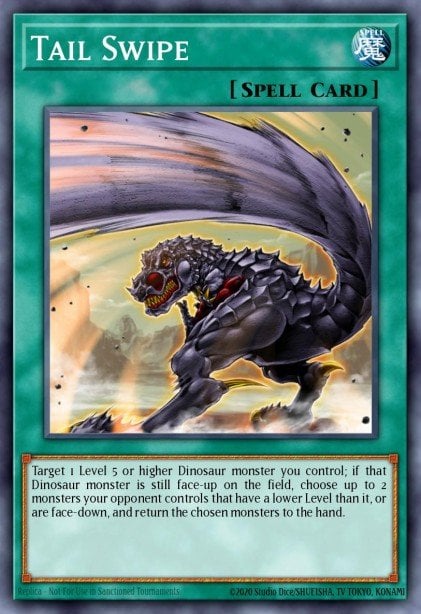 Tail Swipe
SPELL
魔
[ Spell Card ]
Target 1 Level 5 or higher Dinosaur monster you control; if that
Dinosaur monster is still face-up on the field, choose up to 2
monsters your opponent controls that have a lower Level than it, or
are face-down, and return the chosen monsters to the hand.
Replica - Not For Use in Sanctioned Tournaments
©2020 Studio Dice/SHUEISHA, TV TOKYO, KONAMI